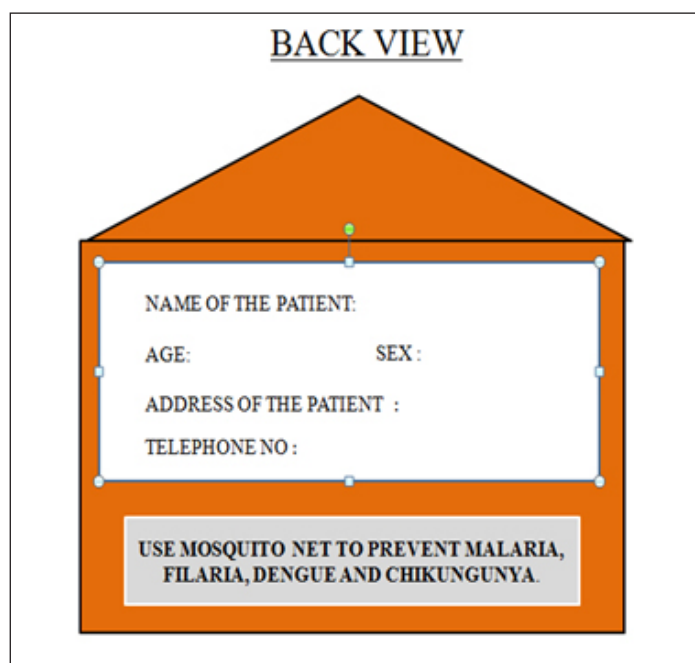 BACK VIEW
NAME OF THE PATIENT:
AGE: SEX :
ADDRESS OF THE PATIENT :
TELEPHONE NO :
USE MOSQUITO NET TO PREVENT MALARIA,
FILARIA, DENGUE AND CHIKUNGUNYA.